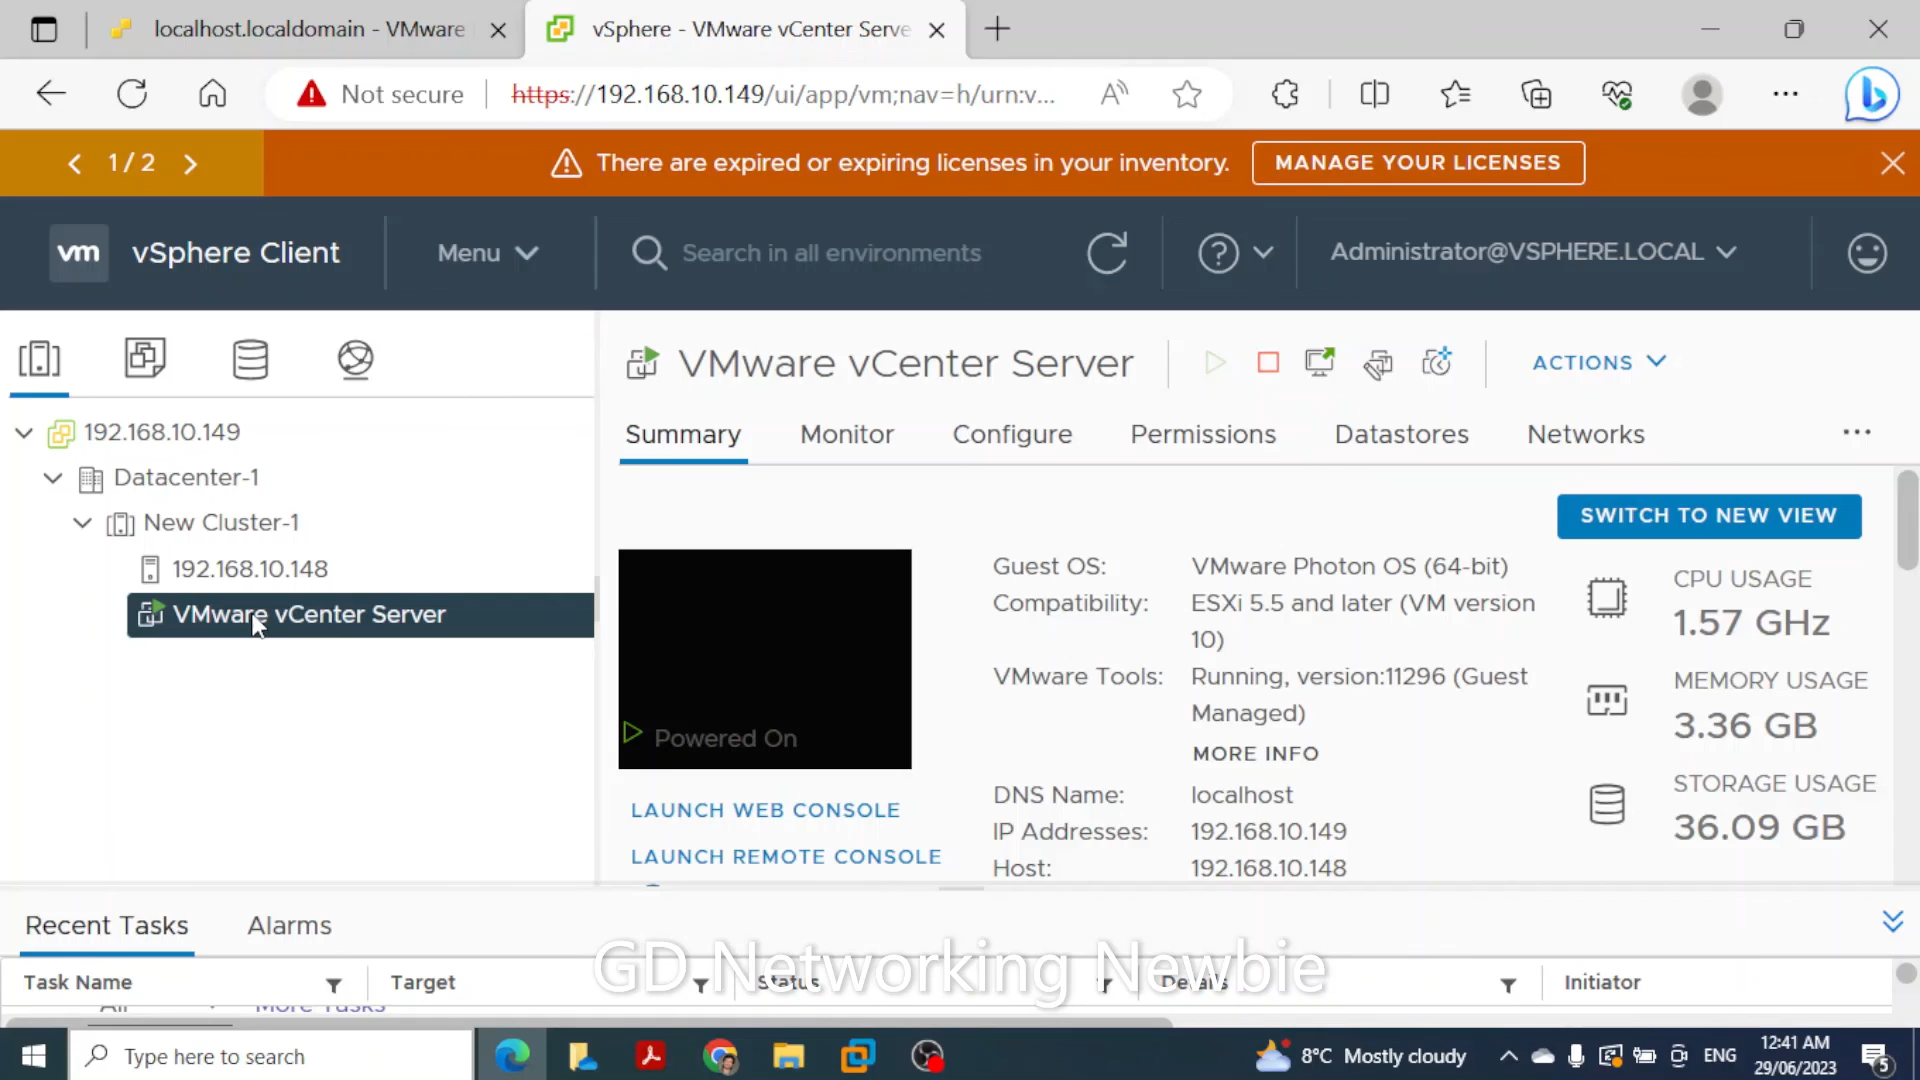 localhost.localdomain - VMware
vSphere - VMware vCenter Serve
Not secure
https://192.168.10.149/ui/app/vm;nav=h/urn:v...
1 / 2
There are expired or expiring licenses in your inventory.
MANAGE YOUR LICENSES
vm
vSphere Client
Menu
Search in all environments
Administrator@VSPHERE.LOCAL
192.168.10.149
Datacenter-1
New Cluster-1
192.168.10.148
VMware vCenter Server
VMware vCenter Server
ACTIONS
Summary
Monitor
Configure
Permissions
Datastores
Networks
SWITCH TO NEW VIEW
Powered On
LAUNCH WEB CONSOLE
LAUNCH REMOTE CONSOLE
Guest OS: VMware Photon OS (64-bit)
Compatibility: ESXi 5.5 and later (VM version
10)
VMware Tools: Running, version:11296 (Guest
Managed)
MORE INFO
DNS Name: localhost
IP Addresses: 192.168.10.149
Host: 192.168.10.148
CPU USAGE
1.57 GHz
MEMORY USAGE
3.36 GB
STORAGE USAGE
36.09 GB
Recent Tasks
Alarms
GD Networking Newbie
Task Name
Target
Status
Details
Initiator
All
More Tasks
Type here to search
8°C Mostly cloudy
ENG
12:41 AM
29/06/2023
5